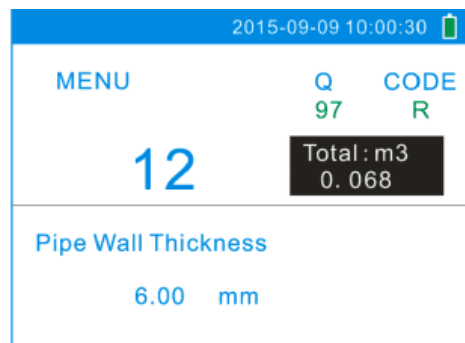 2015-09-09 10:00:30
MENU Q CODE
97 R
12 Total: m3
0.068
Pipe Wall Thickness
6.00 mm